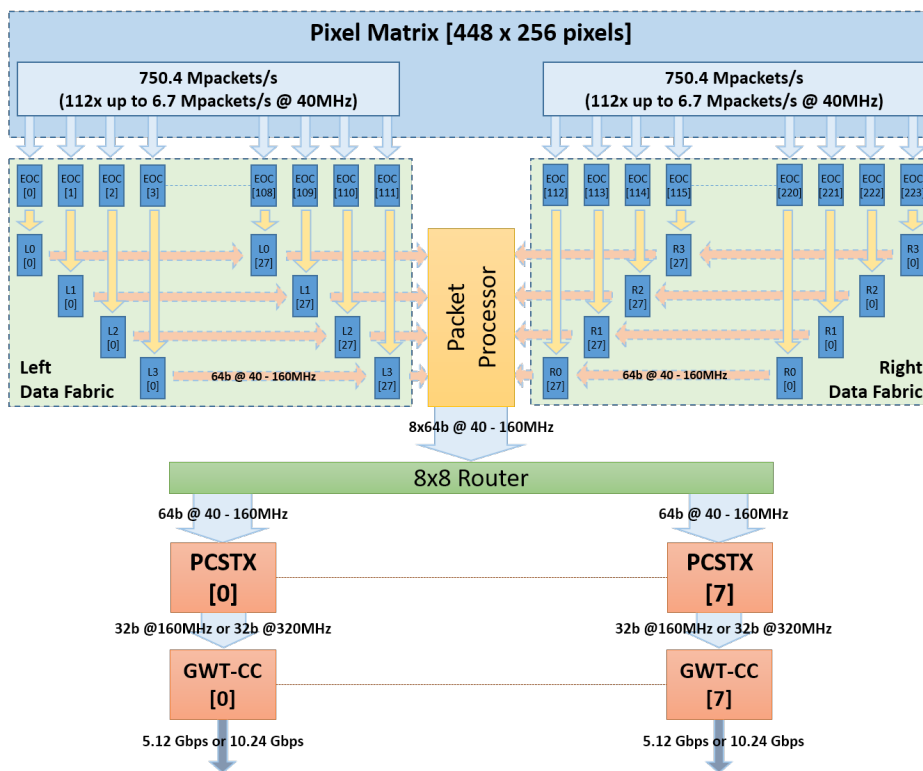 Pixel Matrix [448 x 256 pixels]
750.4 Mpackets/s
(112x up to 6.7 Mpackets/s @ 40MHz)
750.4 Mpackets/s
(112x up to 6.7 Mpackets/s @ 40MHz)
EOC [0]
EOC [1]
EOC [2]
EOC [3]
EOC [108]
EOC [109]
EOC [110]
EOC [111]
EOC [112]
EOC [113]
EOC [114]
EOC [115]
EOC [220]
EOC [221]
EOC [222]
EOC [223]
L0 [0]
L0 [27]
R3 [27]
R3 [0]
L1 [0]
L1 [27]
R2 [27]
R2 [0]
L2 [0]
L2 [27]
R1 [27]
R1 [0]
L3 [0]
L3 [27]
R0 [27]
R0 [0]
Packet
Processor
Left
Data Fabric
64b @ 40 - 160MHz
64b @ 40 - 160MHz
Right
Data Fabric
8x64b @ 40 - 160MHz
8x8 Router
64b @ 40 - 160MHz
64b @ 40 - 160MHz
PCSTX
[0]
PCSTX
[7]
32b @160MHz or 32b @320MHz
32b @160MHz or 32b @320MHz
GWT-CC
[0]
GWT-CC
[7]
5.12 Gbps or 10.24 Gbps
5.12 Gbps or 10.24 Gbps